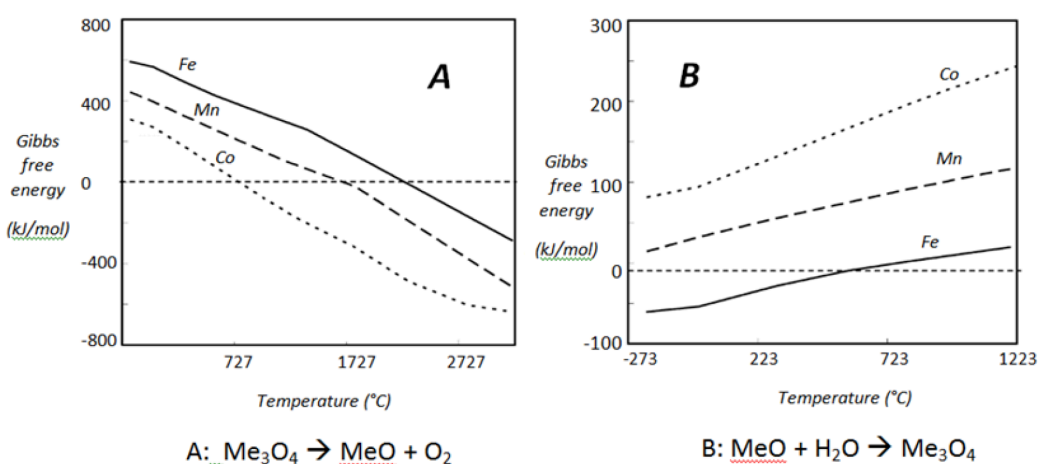 800
400
0
-400
-800
Gibbs
free
energy
(kJ/mol)
Fe
Mn
Co
A
727
1727
2727
Temperature (°C)
A: Me₃O₄ → MeO + O₂
300
200
100
0
-100
Gibbs
free
energy
(kJ/mol)
B
Co
Mn
Fe
-273
223
723
1223
Temperature (°C)
B: MeO + H₂O → Me₃O₄